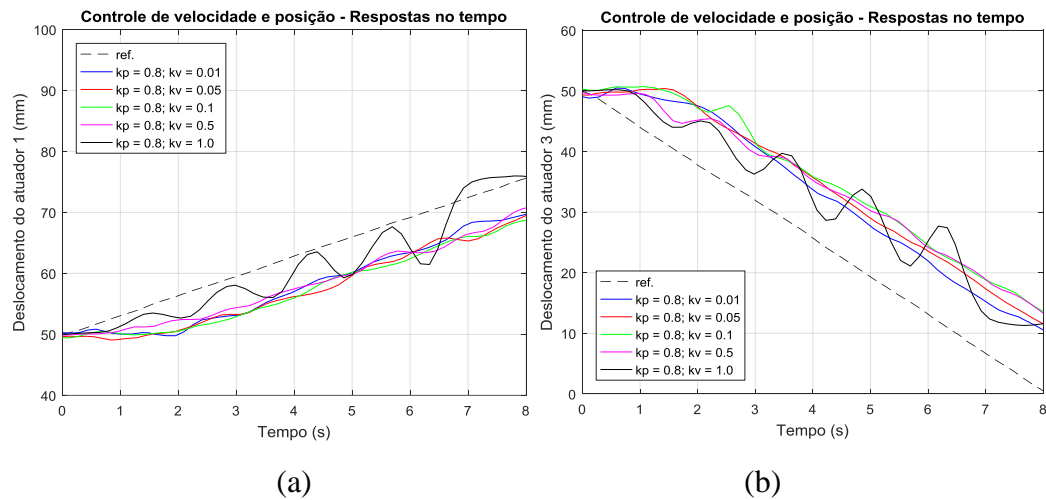 Controle de velocidade e posição - Respostas no tempo
Deslocamento do atuador 1 (mm)
100
90
80
70
60
50
40
ref.
kp = 0.8; kv = 0.01
kp = 0.8; kv = 0.05
kp = 0.8; kv = 0.1
kp = 0.8; kv = 0.5
kp = 0.8; kv = 1.0
0 1 2 3 4 5 6 7 8
Tempo (s)
(a)
Controle de velocidade e posição - Respostas no tempo
Deslocamento do atuador 3 (mm)
60
50
40
30
20
10
0
ref.
kp = 0.8; kv = 0.01
kp = 0.8; kv = 0.05
kp = 0.8; kv = 0.1
kp = 0.8; kv = 0.5
kp = 0.8; kv = 1.0
0 1 2 3 4 5 6 7 8
Tempo (s)
(b)